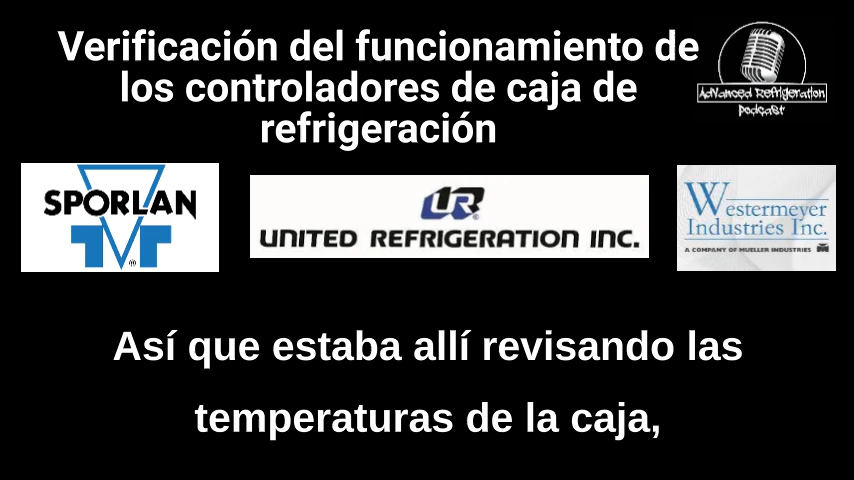 Verificación del funcionamiento de
los controladores de caja de
refrigeración
Advanced Refrigeration
podcast
SPORLAN
UR
UNITED REFRIGERATION INC.
Westermeyer
Industries Inc.
A COMPANY OF MUELLER INDUSTRIES
Así que estaba allí revisando las
temperaturas de la caja,